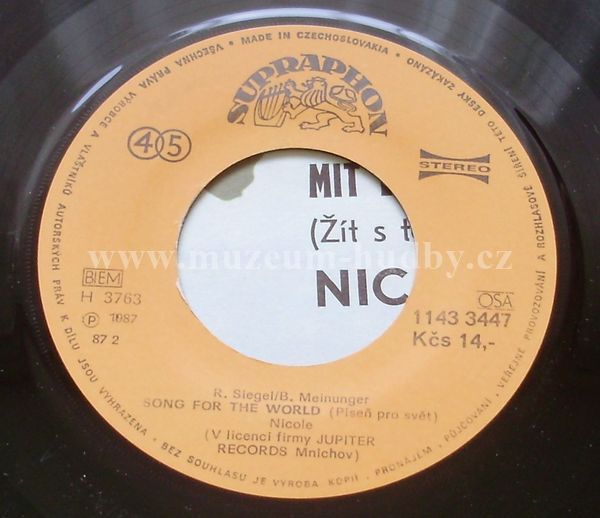 VŠECHNA PRÁVA VÝROBCE A VLASTNÍKŮ AUTORSKÝCH PRÁV K DÍLU JSOU VYHRAZENA. • BEZ SOUHLASU JE VÝROBA KOPIÍ • PRONÁJEM • PŮJČOVÁNÍ • VEŘEJNÉ PROVOZOVÁNÍ A ROZHLASOVÉ ŠÍŘENÍ TÉTO DESKY ZAKÁZÁNO
• MADE IN CZECHOSLOVAKIA •
SUPRAPHON
45
STEREO
MIT
(Žít s t
NIC
www.muzeum-hudby.cz
BIEM
H 3763
Ⓟ 1987
87 2
OSA
1143 3447
Kčs 14,-
R. Siegel/B. Meinunger
SONG FOR THE WORLD (Píseň pro svět)
Nicole
(V licenci firmy JUPITER
RECORDS Mnichov)